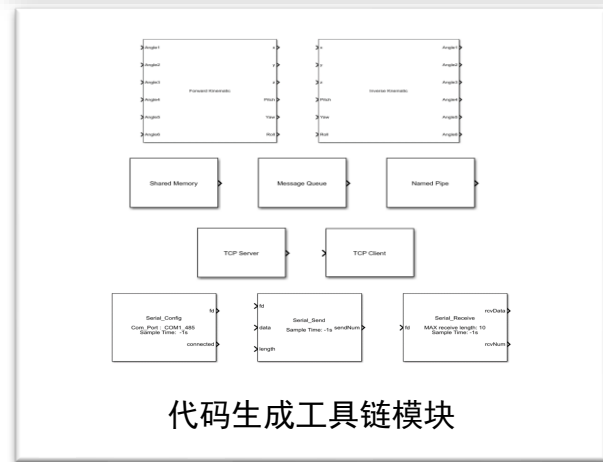 Angle1 x x Angle1
Angle2 y y Angle2
Angle3 z z Angle3
Forward Kinematic Inverse Kinematic
Angle4 Pitch Pitch Angle4
Angle5 Yaw Yaw Angle5
Angle6 Roll Roll Angle6
Shared Memory Message Queue Named Pipe
TCP Server TCP Client
fd fd rcvData
Serial_Config Serial_Send Serial_Receive
Com_Port : COM1_485 data Sample Time: -1s sendNum fd MAX receive length: 10
Sample Time: -1s Sample Time: -1s
connected length rcvNum
代码生成工具链模块